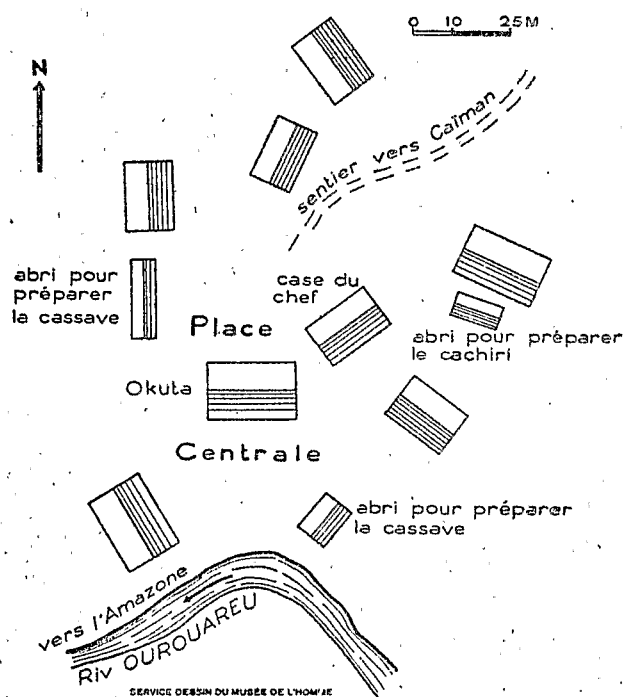 0 10 25M
N
sentier vers Caïman
abri pour
préparer
la cassave
case du
chef
Place
abri pour préparer
le cachiri
Okuta
Centrale
abri pour préparer
la cassave
vers l'Amazone
Riv OUROUAREU
SERVICE DESSIN DU MUSÉE DE L'HOMME